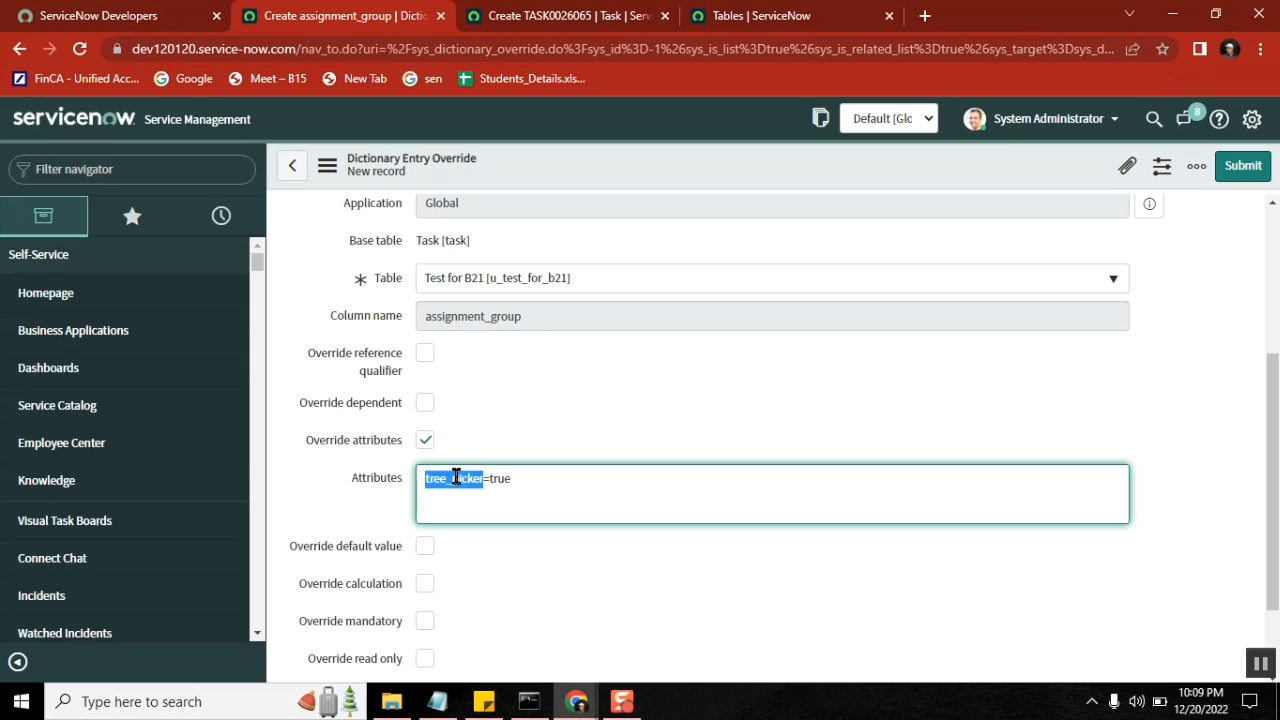 ServiceNow Developers
Create assignment_group | Dictio
Create TASK0026065 | Task | Serv
Tables | ServiceNow
dev120120.service-now.com/nav_to.do?uri=%2Fsys_dictionary_override.do%3Fsys_id%3D-1%26sys_is_list%3Dtrue%26sys_is_related_list%3Dtrue%26sys_target%3Dsys_d...
FinCA - Unified Acc...
Google
Meet – B15
New Tab
sen
Students_Details.xls...
servicenow. Service Management
Default [Glo
System Administrator
8
Filter navigator
Dictionary Entry Override
New record
Submit
Self-Service
Homepage
Business Applications
Dashboards
Service Catalog
Employee Center
Knowledge
Visual Task Boards
Connect Chat
Incidents
Watched Incidents
Application Global
Base table Task [task]
Table Test for B21 [u_test_for_b21]
Column name assignment_group
Override reference
qualifier
Override dependent
Override attributes
Attributes tree_picker=true
Override default value
Override calculation
Override mandatory
Override read only
Type here to search
10:09 PM
12/20/2022